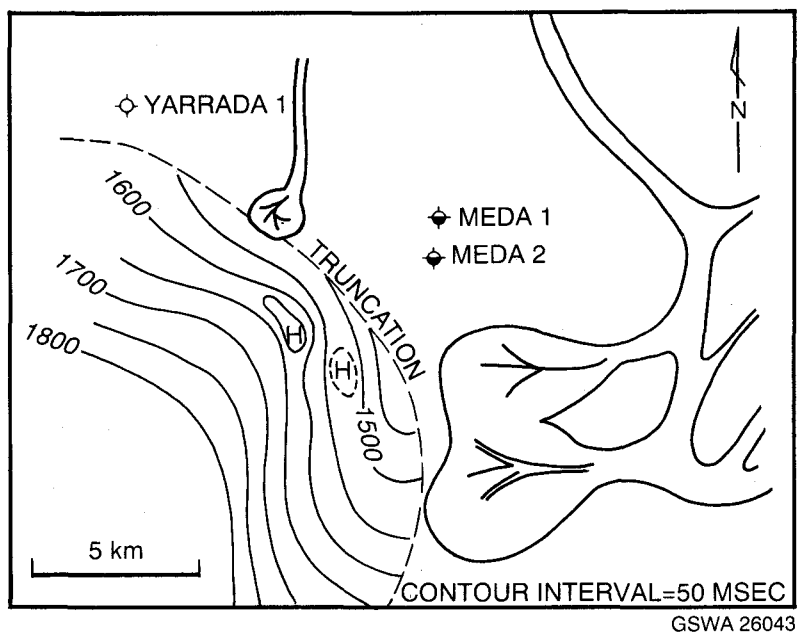 YARRADA 1
N
1600
MEDA 1
MEDA 2
TRUNCATION
1700
H
1800
H
1500
5 km
CONTOUR INTERVAL=50 MSEC
GSWA 26043